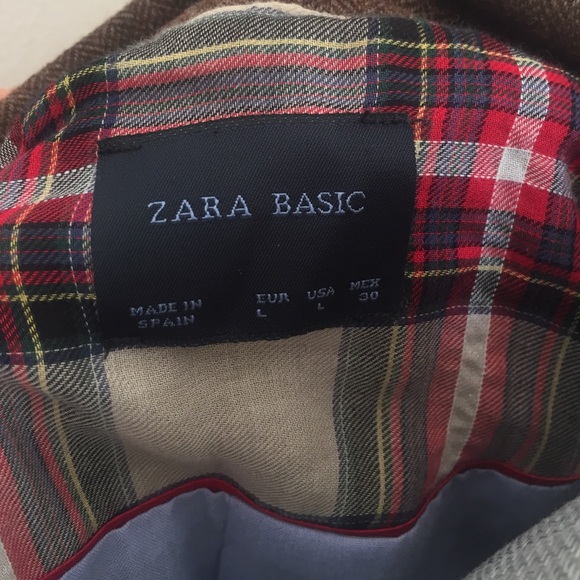 ZARA BASIC
MADE IN
SPAIN
EUR
L
USA
L
MEX
30